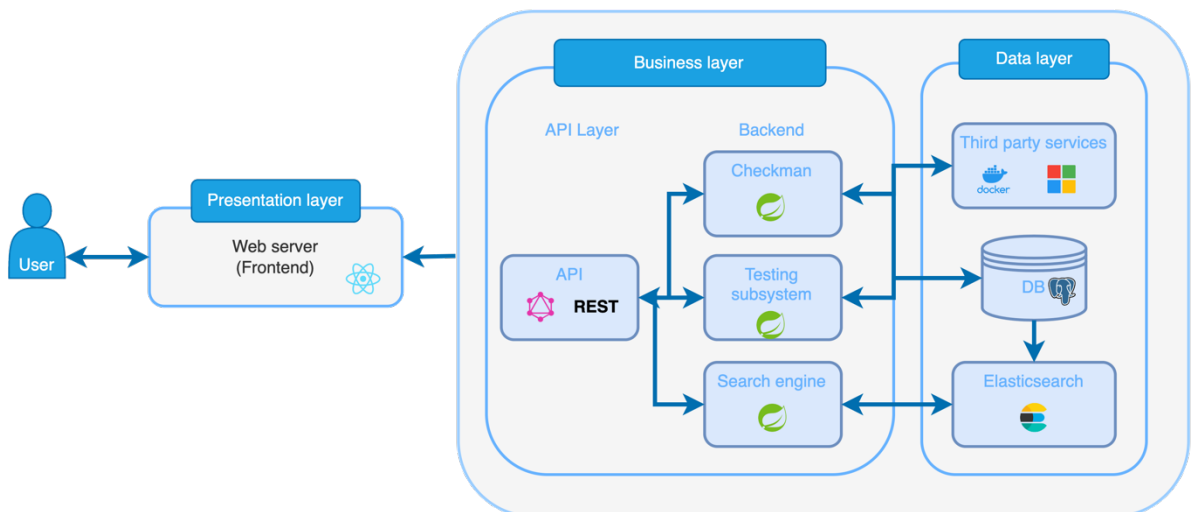 Business layer
Data layer
API Layer
Backend
Third party services
docker
Checkman
Presentation layer
Web server
(Frontend)
User
API
REST
Testing
subsystem
DB
Search engine
Elasticsearch